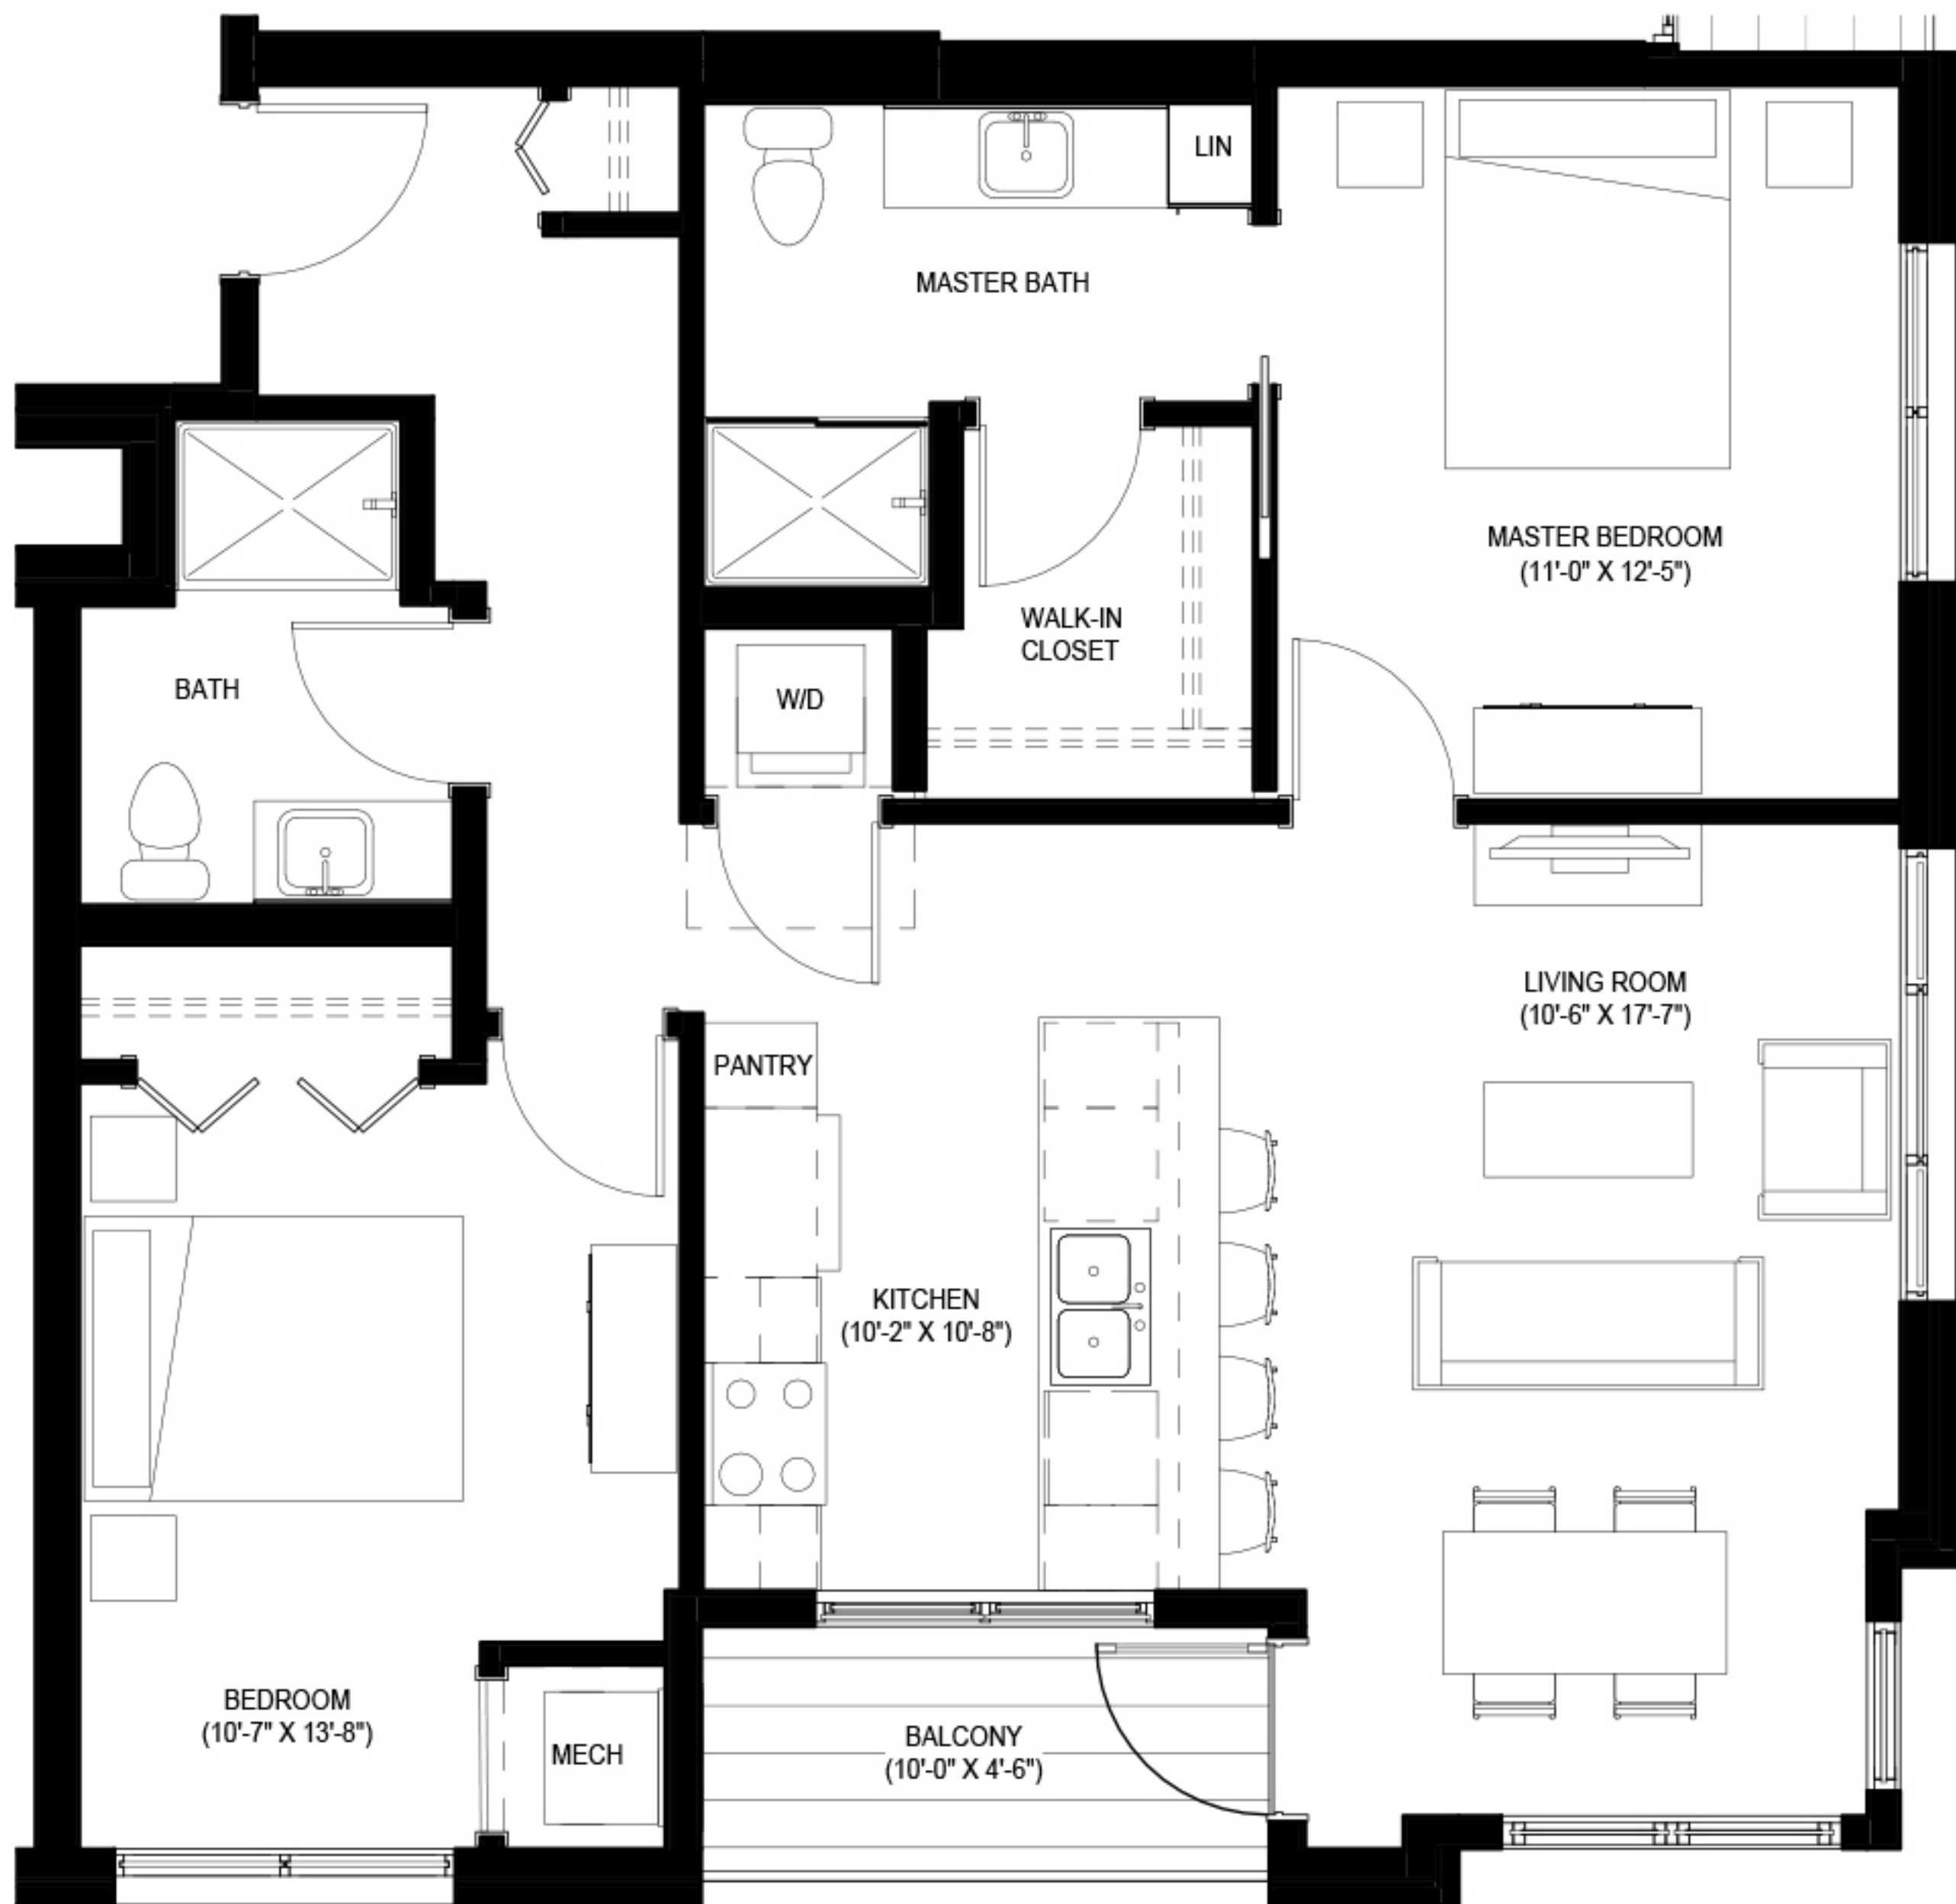 LIN
MASTER BATH
MASTER BEDROOM
(11'-0" X 12'-5")
WALK-IN
CLOSET
BATH
W/D
LIVING ROOM
(10'-6" X 17'-7")
PANTRY
KITCHEN
(10'-2" X 10'-8")
BEDROOM
(10'-7" X 13'-8")
MECH
BALCONY
(10'-0" X 4'-6")